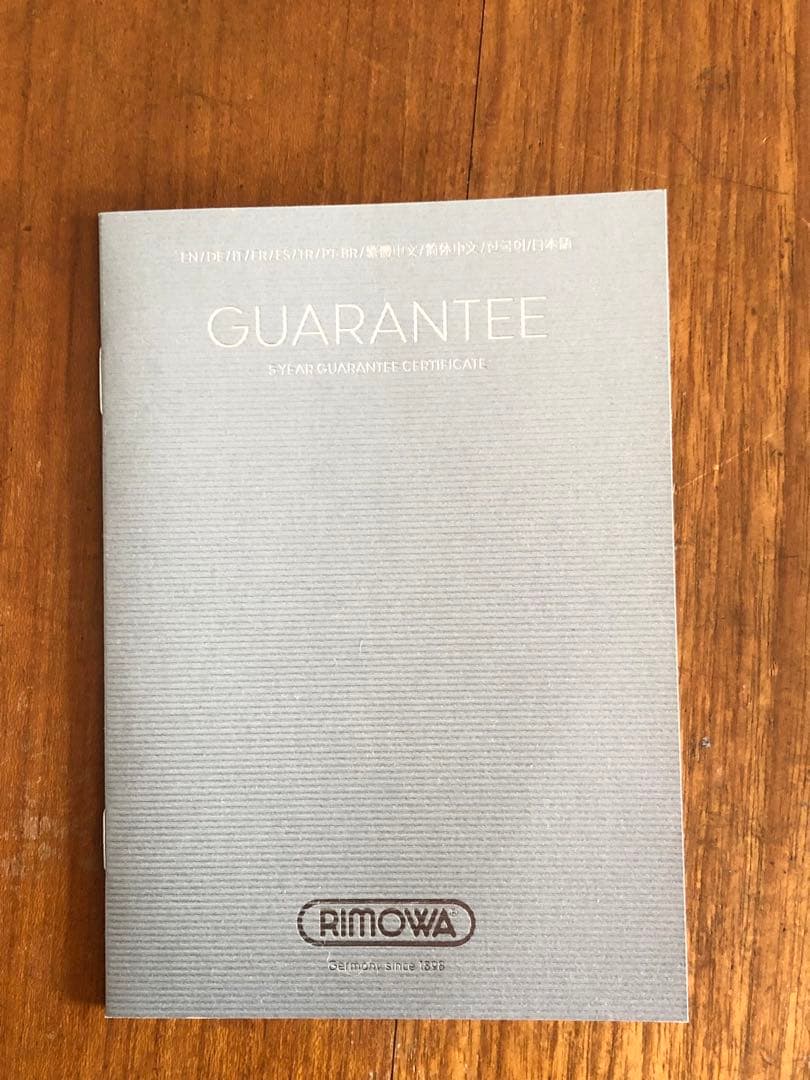 EN/DE/IT/FR/ES/TR/PT-BR/繁體中文/简体中文/한국어/日本語
GUARANTEE
5 YEAR GUARANTEE CERTIFICATE
RIMOWA®
Germany since 1898